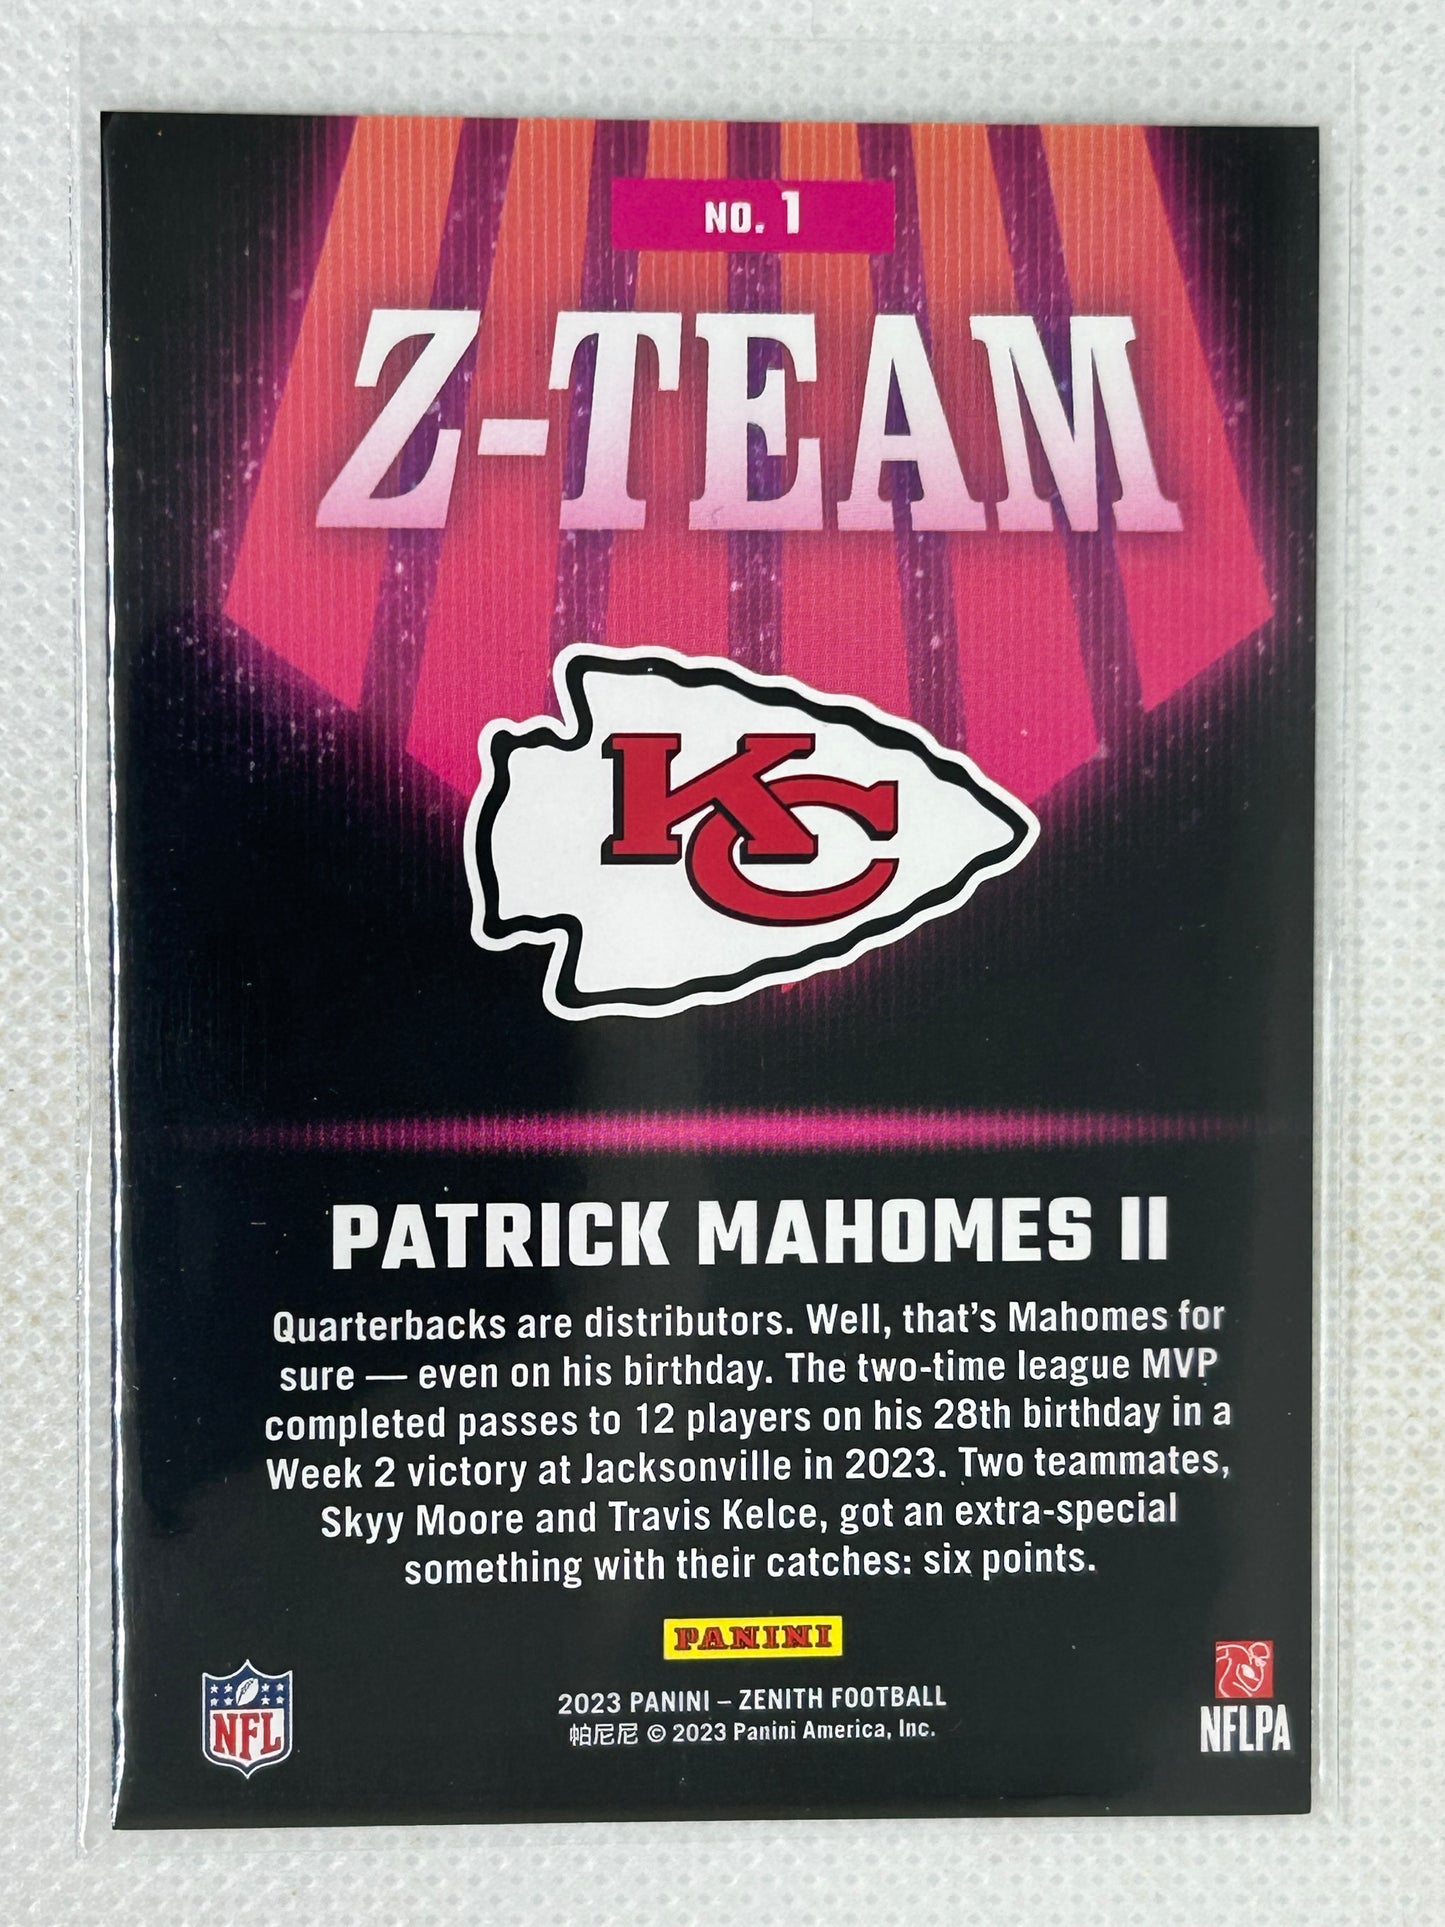 NO. 1
Z-TEAM
KC
PATRICK MAHOMES II
Quarterbacks are distributors. Well, that's Mahomes for
sure — even on his birthday. The two-time league MVP
completed passes to 12 players on his 28th birthday in a
Week 2 victory at Jacksonville in 2023. Two teammates,
Skyy Moore and Travis Kelce, got an extra-special
something with their catches: six points.
PANINI
2023 PANINI – ZENITH FOOTBALL
帕尼尼 © 2023 Panini America, Inc.
NFL
NFLPA